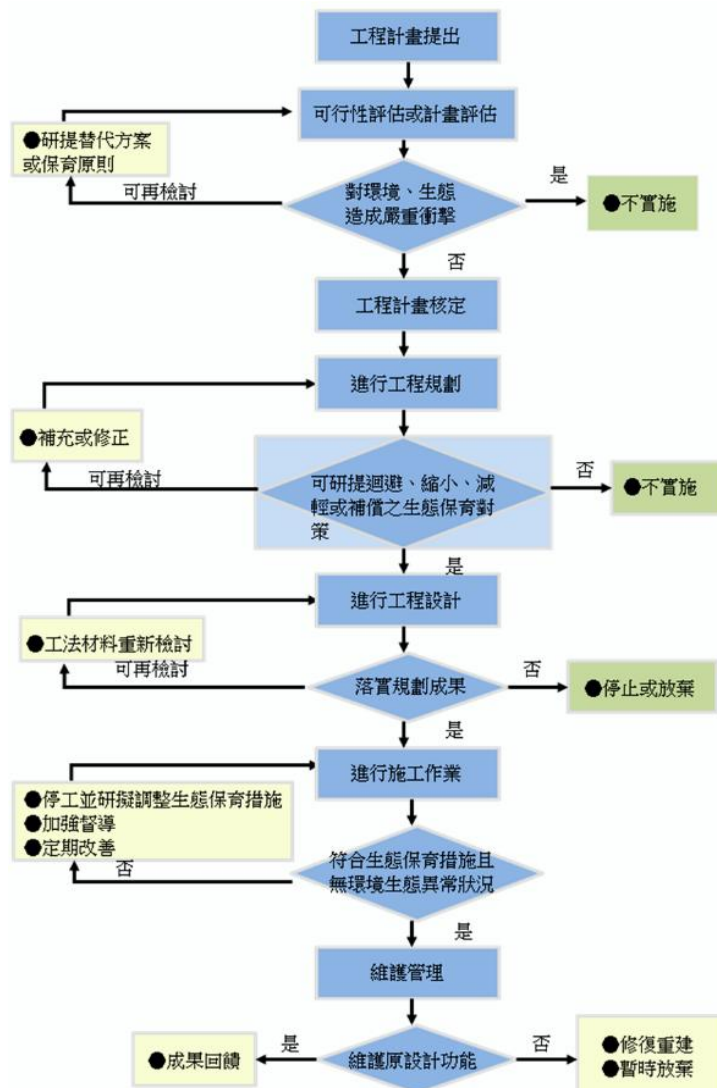 工程計畫提出
可行性評估或計畫評估
●研提替代方案
或保育原則
可再檢討
對環境、生態
造成嚴重衝擊
是
●不實施
否
工程計畫核定
進行工程規劃
●補充或修正
可再檢討
可研提迴避、縮小、減
輕或補償之生態保育對
策
否
●不實施
是
進行工程設計
●工法材料重新檢討
可再檢討
落實規劃成果
否
●停止或放棄
是
進行施工作業
●停工並研擬調整生態保育措施
●加強督導
●定期改善
否
符合生態保育措施且
無環境生態異常狀況
是
維護管理
●成果回饋
是
維護原設計功能
否
●修復重建
●暫時放棄